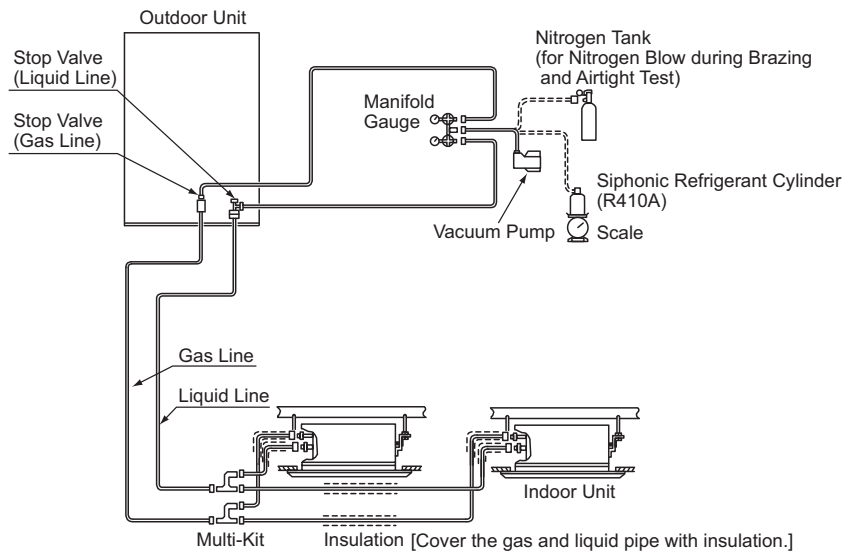 Outdoor Unit
Stop Valve
(Liquid Line)
Stop Valve
(Gas Line)
Manifold
Gauge
Nitrogen Tank
(for Nitrogen Blow during Brazing
and Airtight Test)
Siphonic Refrigerant Cylinder
(R410A)
Vacuum Pump
Scale
Gas Line
Liquid Line
Indoor Unit
Multi-Kit
Insulation [Cover the gas and liquid pipe with insulation.]